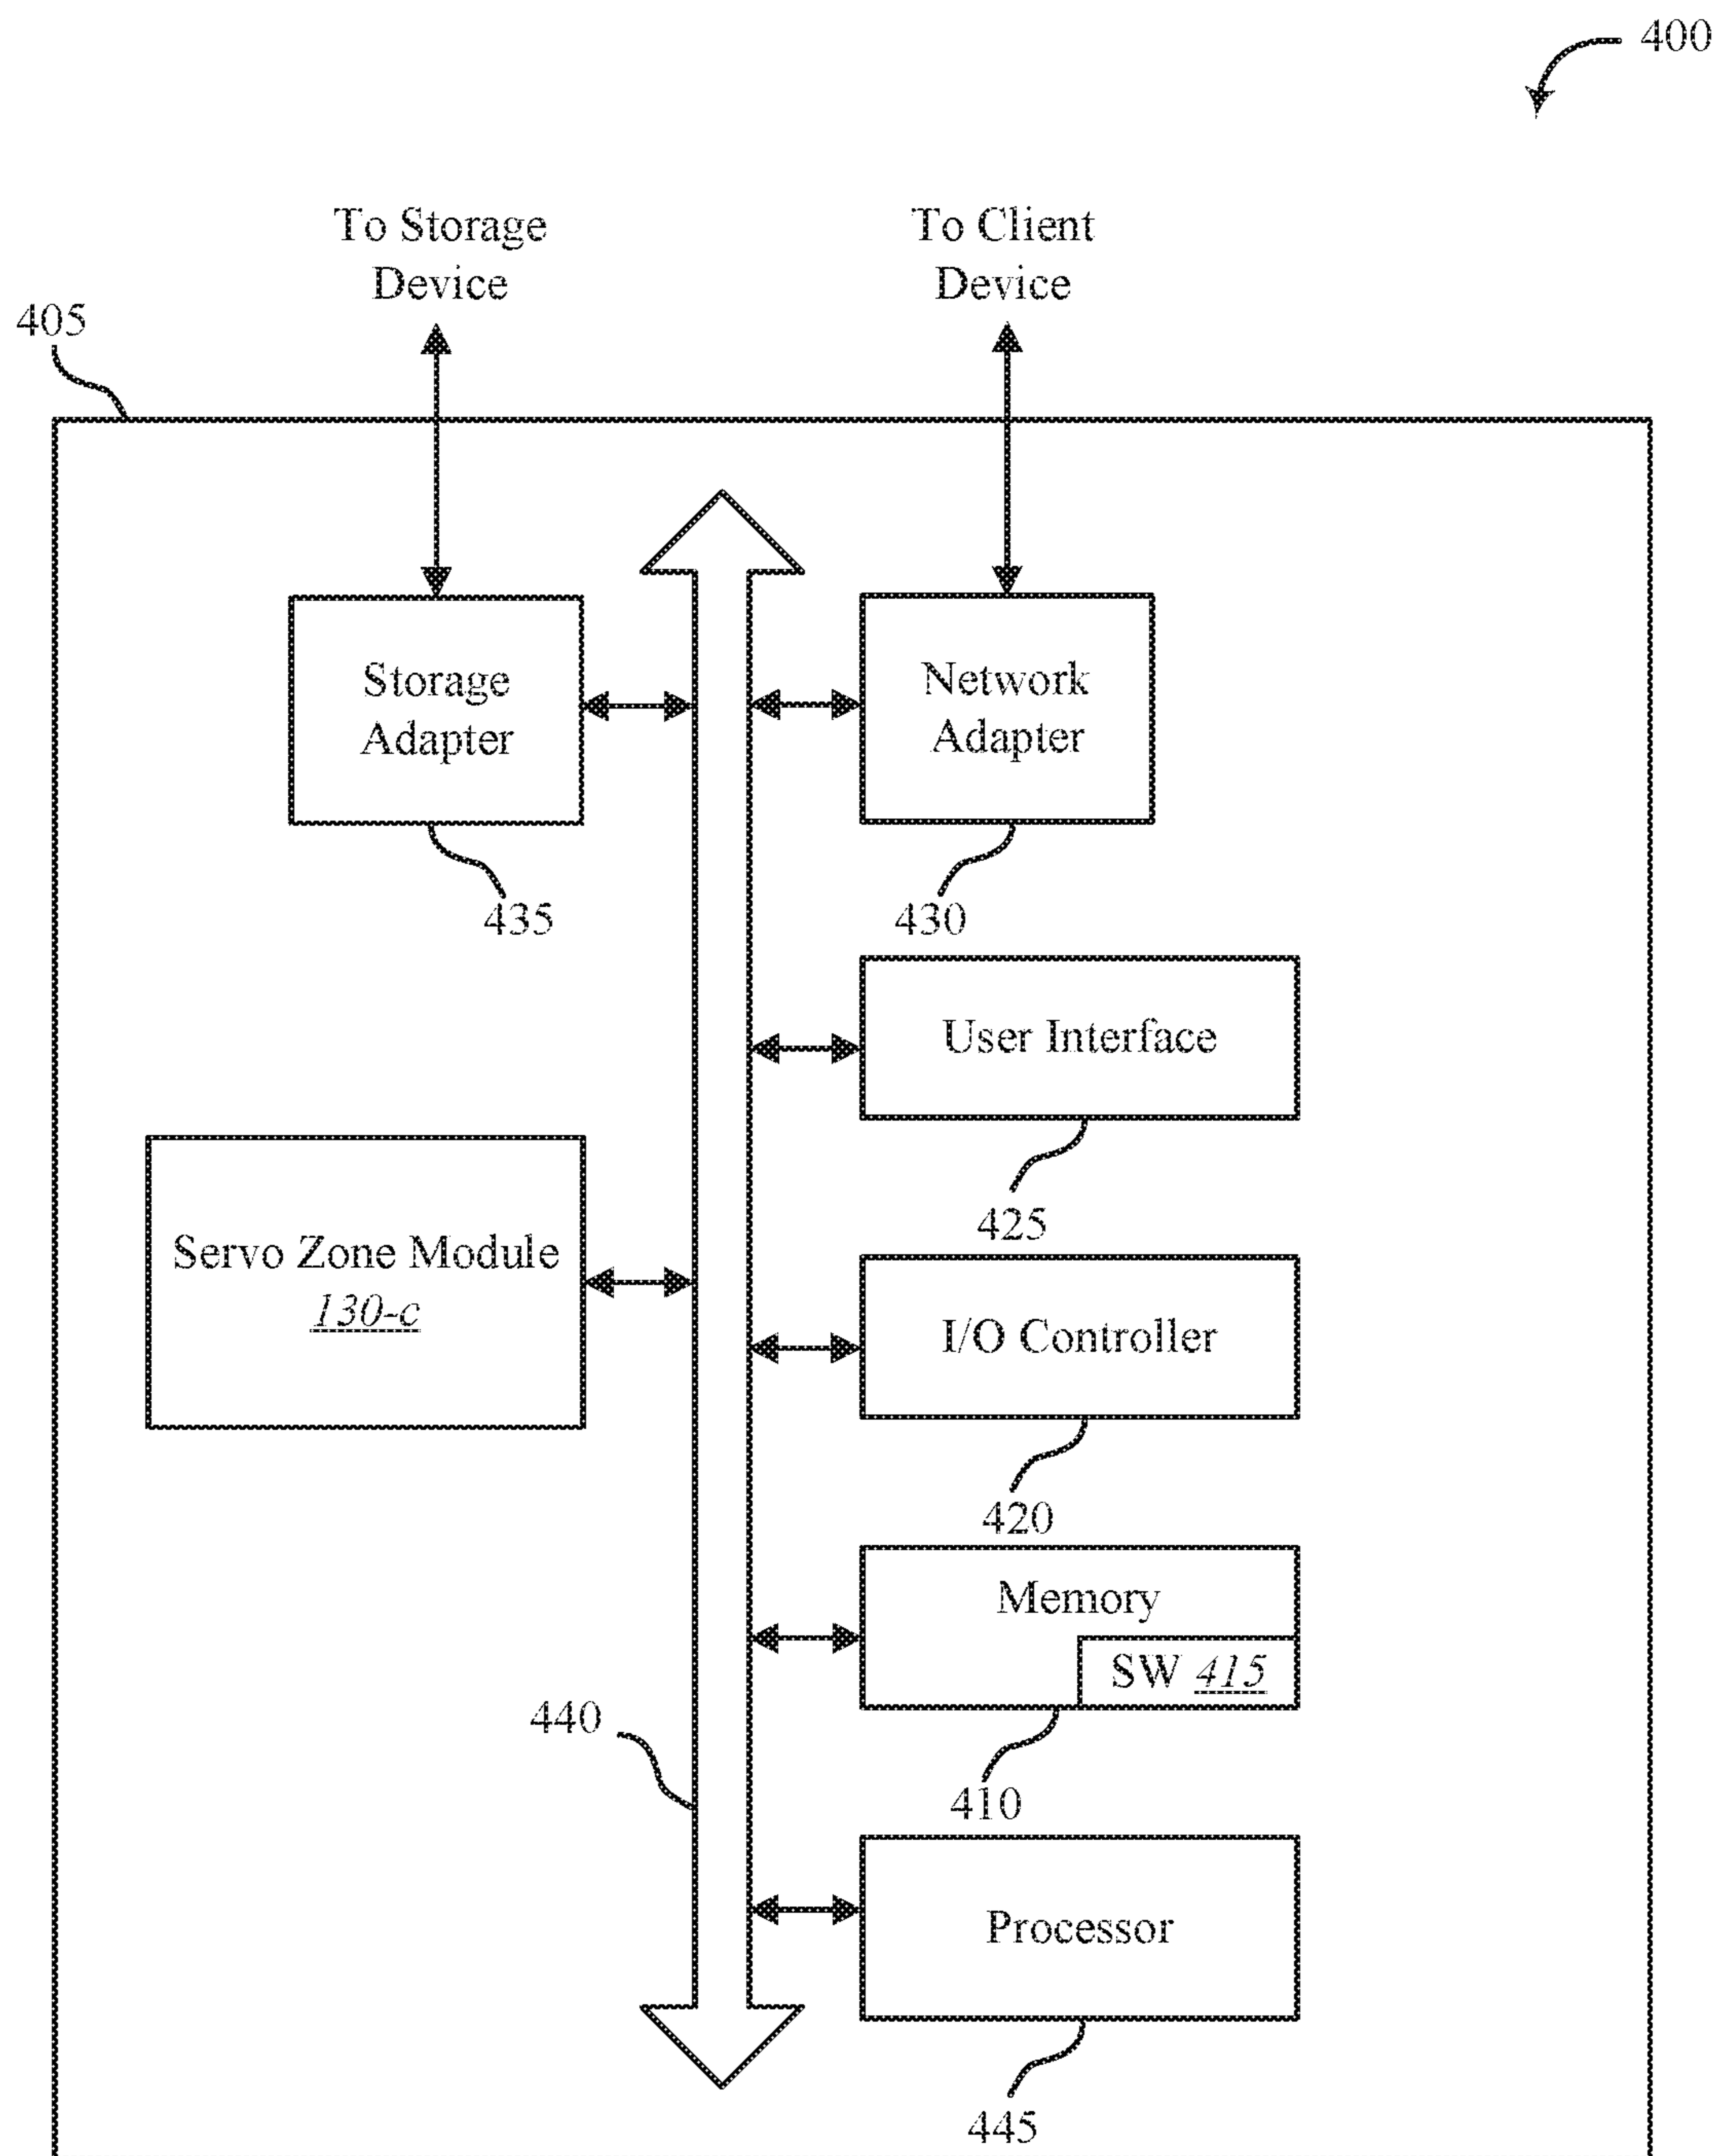 400
To Storage
Device
To Client
Device
405
Storage
Adapter
Network
Adapter
435
430
User Interface
425
Servo Zone Module
130-c
I/O Controller
420
Memory
SW 415
440
410
Processor
445